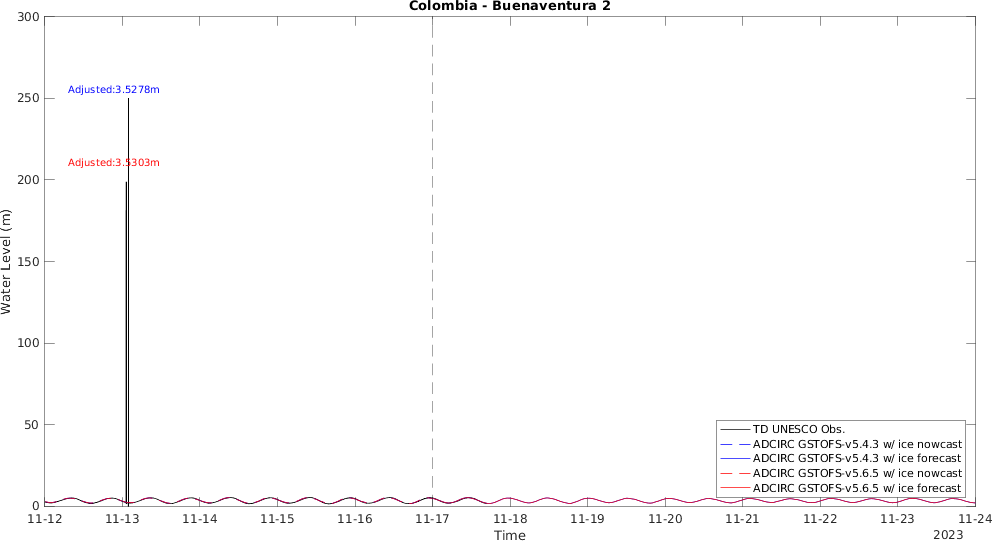 Colombia - Buenaventura 2
300
250
200
150
100
50
0
Water Level (m)
Adjusted:3.5278m
Adjusted:3.5303m
TD UNESCO Obs.
ADCIRC GSTOFS-v5.4.3 w/ ice nowcast
ADCIRC GSTOFS-v5.4.3 w/ ice forecast
ADCIRC GSTOFS-v5.6.5 w/ ice nowcast
ADCIRC GSTOFS-v5.6.5 w/ ice forecast
11-12 11-13 11-14 11-15 11-16 11-17 11-18 11-19 11-20 11-21 11-22 11-23 11-24
Time
2023